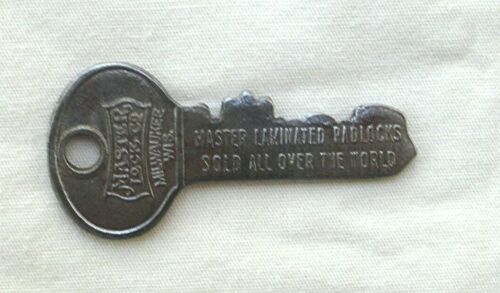 MASTER
LOCK CO.
MILWAUKEE
WIS.
MASTER LAMINATED PADLOCKS
SOLD ALL OVER THE WORLD